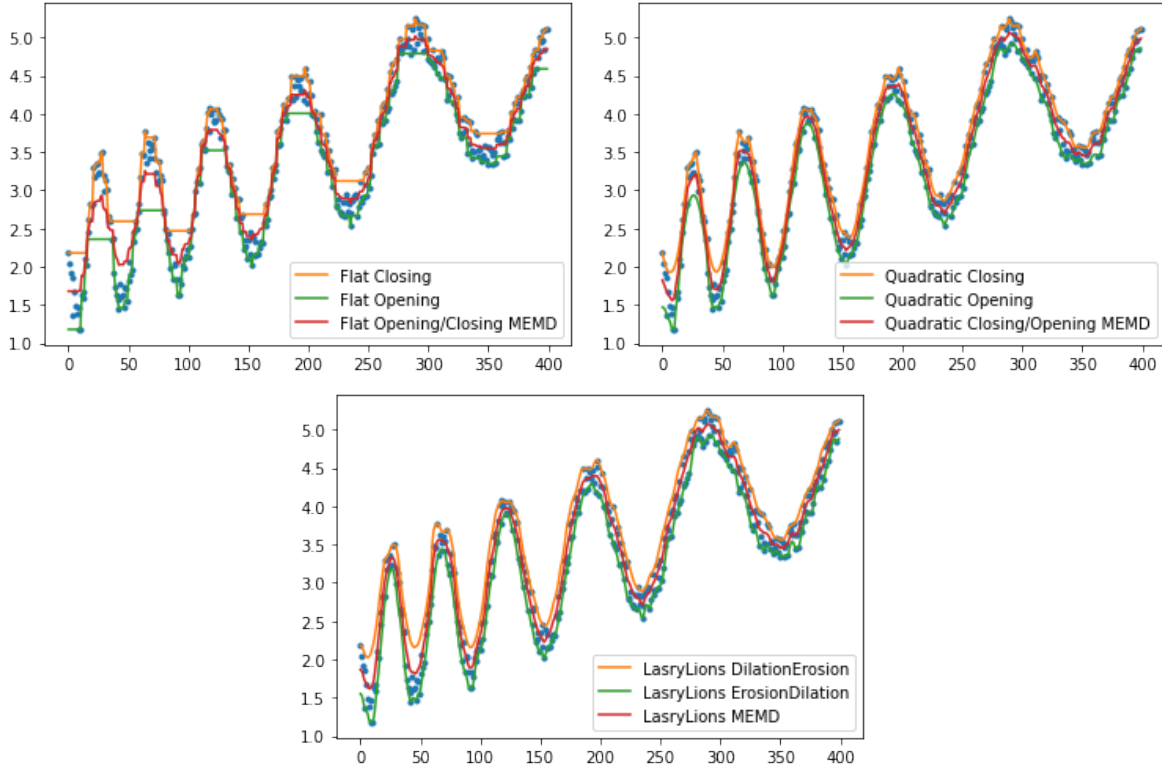 5.0
4.5
4.0
3.5
3.0
2.5
2.0
1.5
1.0
0 50 100 150 200 250 300 350 400
Flat Closing
Flat Opening
Flat Opening/Closing MEMD
5.0
4.5
4.0
3.5
3.0
2.5
2.0
1.5
1.0
0 50 100 150 200 250 300 350 400
Quadratic Closing
Quadratic Opening
Quadratic Closing/Opening MEMD
5.0
4.5
4.0
3.5
3.0
2.5
2.0
1.5
1.0
0 50 100 150 200 250 300 350 400
LasryLions DilationErosion
LasryLions ErosionDilation
LasryLions MEMD